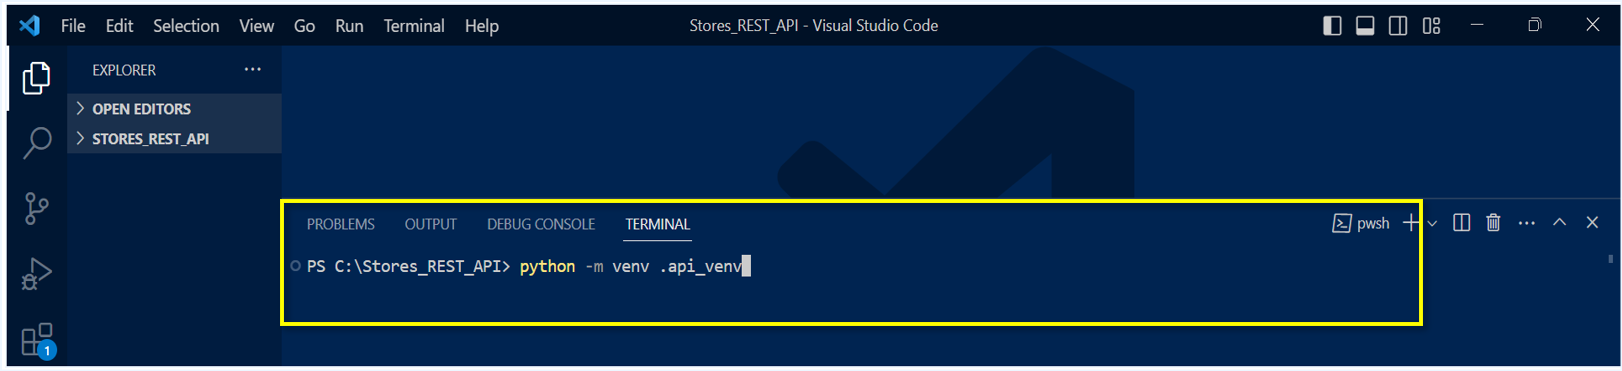 File Edit Selection View Go Run Terminal Help Stores_REST_API - Visual Studio Code
EXPLORER ...
OPEN EDITORS
STORES_REST_API
PROBLEMS OUTPUT DEBUG CONSOLE TERMINAL pwsh
PS C:\Stores_REST_API> python -m venv .api_venv
1